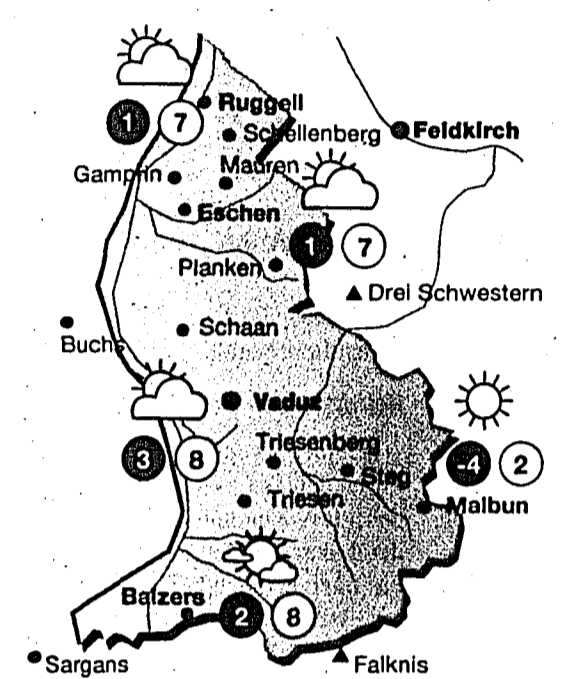 Ruggell
1 7
Schellenberg
Feldkirch
Mauren
Gamprin
Eschen
1 7
Planken
Drei Schwestern
Schaan
Buchs
Vaduz
Triesenberg
3 8
-4 2
Steg
Triesen
Malbun
Balzers
2 8
Sargans
Falknis